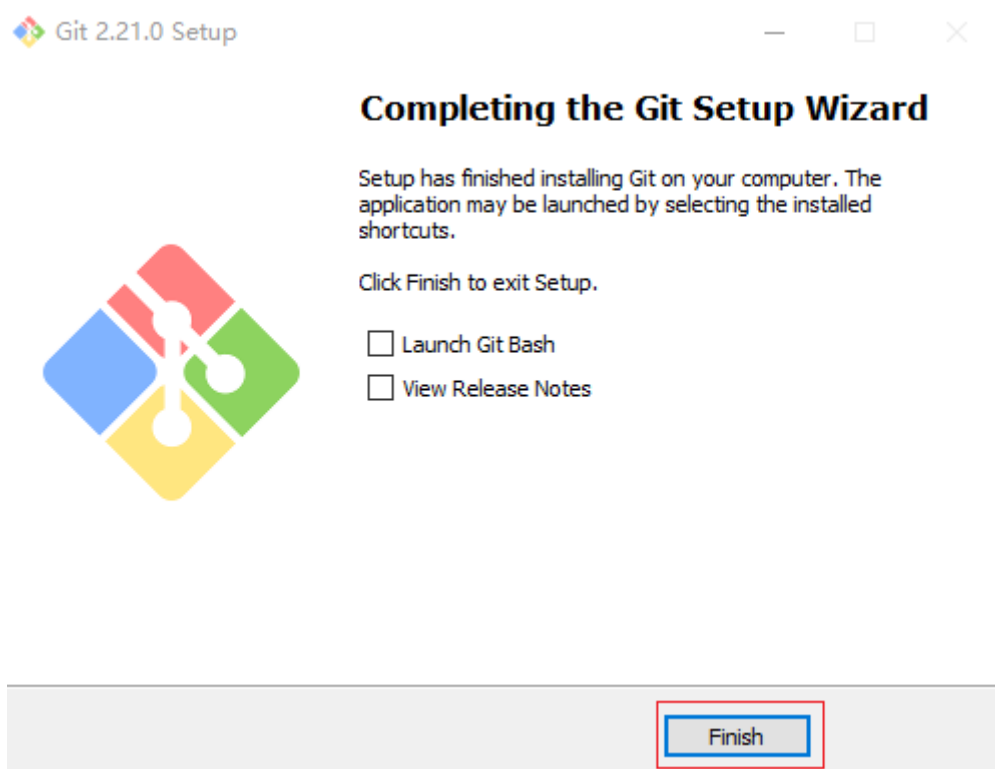 Git 2.21.0 Setup
Completing the Git Setup Wizard
Setup has finished installing Git on your computer. The
application may be launched by selecting the installed
shortcuts.
Click Finish to exit Setup.
Launch Git Bash
View Release Notes
Finish